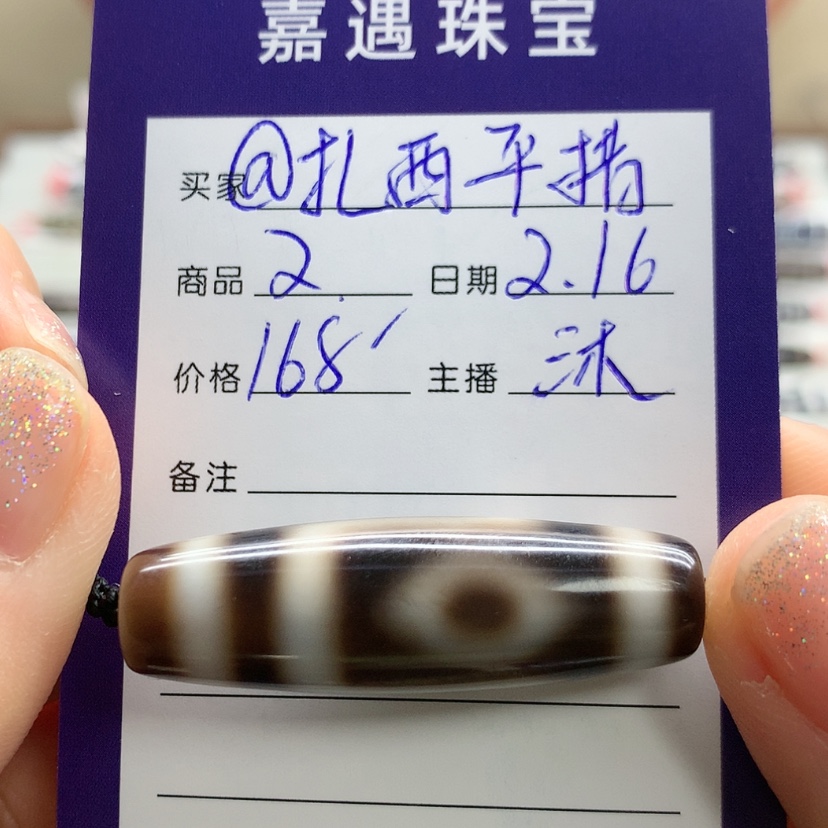 嘉遇珠宝
买家 @扎西平措
商品 2. 日期 2.16
价格 168 主播 沐
备注